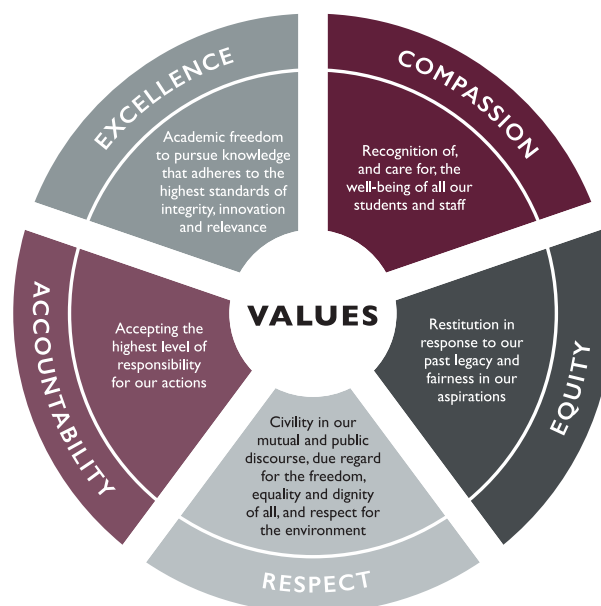 EXCELLENCE
Academic freedom
to pursue knowledge
that adheres to the
highest standards of
integrity, innovation
and relevance
COMPASSION
Recognition of,
and care for, the
well-being of all our
students and staff
VALUES
ACCOUNTABILITY
Accepting the
highest level of
responsibility
for our actions
EQUITY
Restitution in
response to our
past legacy and
fairness in our
aspirations
Civility in our
mutual and public
discourse, due regard
for the freedom,
equality and dignity
of all, and respect for
the environment
RESPECT